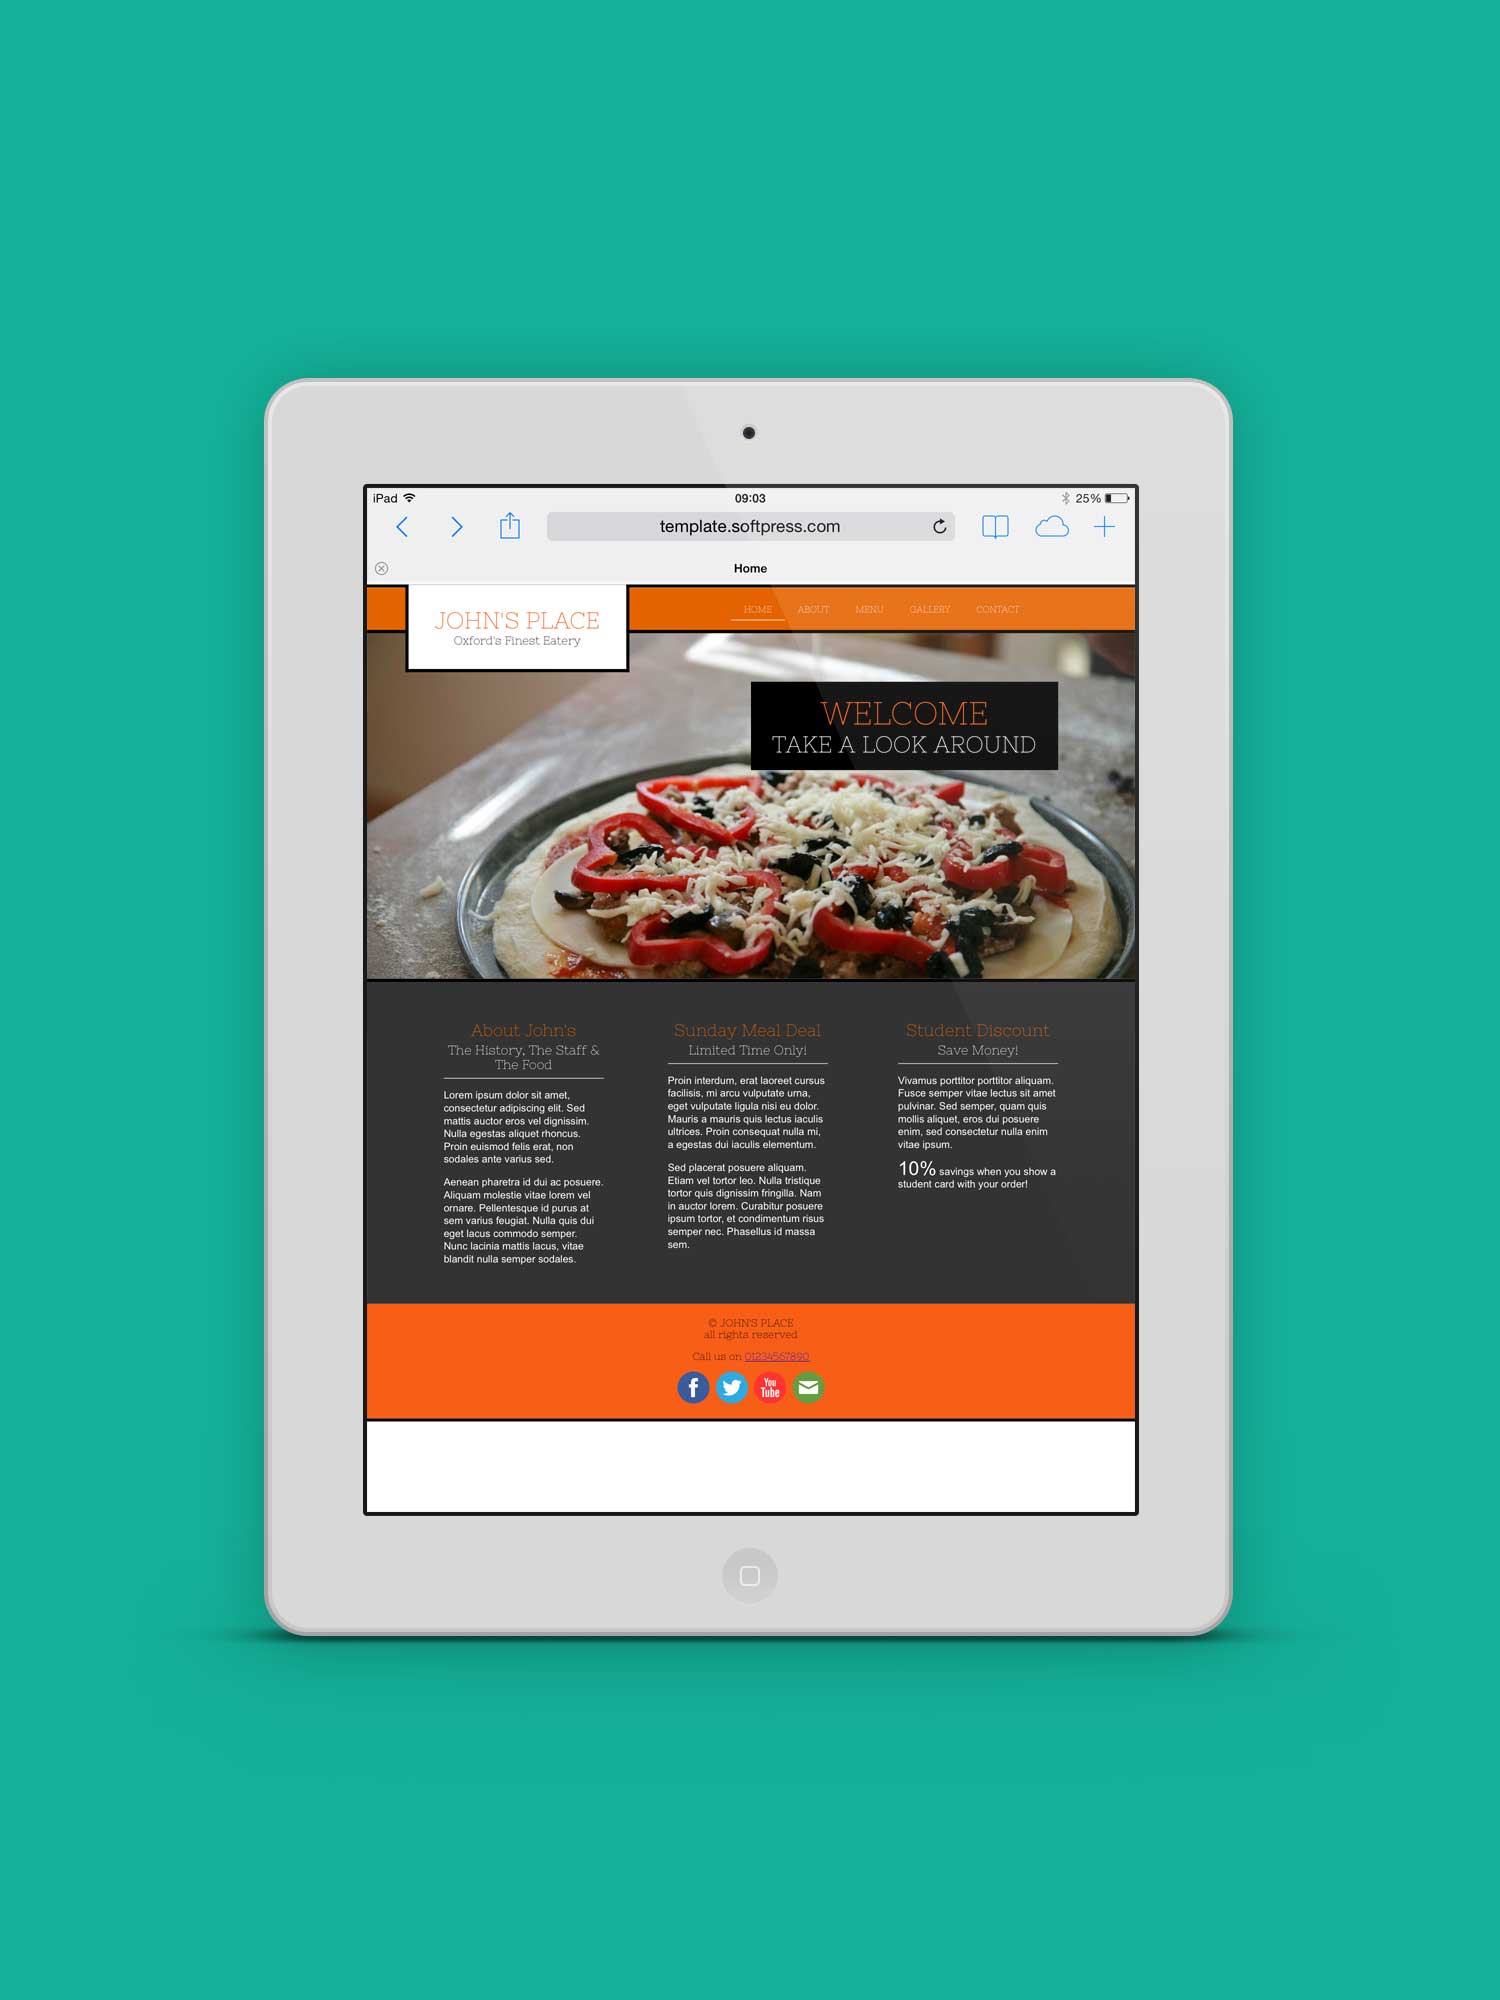 iPad
09:03
25%
template.softpress.com
Home
JOHN'S PLACE
Oxford's Finest Eatery
HOME ABOUT MENU GALLERY CONTACT
WELCOME
TAKE A LOOK AROUND
About John's
The History, The Staff &
The Food
Lorem ipsum dolor sit amet,
consectetur adipiscing elit. Sed
mattis auctor eros vel dignissim.
Nulla egestas aliquet rhoncus.
Proin euismod felis erat, non
sodales ante varius sed.
Aenean pharetra id dui ac posuere.
Aliquam molestie vitae lorem vel
ornare. Pellentesque id purus at
sem varius feugiat. Nulla quis dui
eget lacus commodo semper.
Nunc lacinia mattis lacus, vitae
blandit nulla semper sodales.
Sunday Meal Deal
Limited Time Only!
Proin interdum, erat laoreet cursus
facilisis, mi arcu vulputate urna,
eget vulputate ligula nisi eu dolor.
Mauris a mauris quis lectus iaculis
ultrices. Proin consequat nulla mi,
a egestas dui iaculis elementum.
Sed placerat posuere aliquam.
Etiam vel tortor leo. Nulla tristique
tortor quis dignissim fringilla. Nam
in auctor lorem. Curabitur posuere
ipsum tortor, et condimentum risus
semper nec. Phasellus id massa
sem.
Student Discount
Save Money!
Vivamus porttitor porttitor aliquam.
Fusce semper vitae lectus sit amet
pulvinar. Sed semper, quam quis
mollis aliquet, eros dui posuere
enim, sed consectetur nulla enim
vitae ipsum.
10% savings when you show a
student card with your order!
© JOHN'S PLACE
all rights reserved
Call us on 01234567890
You
Tube